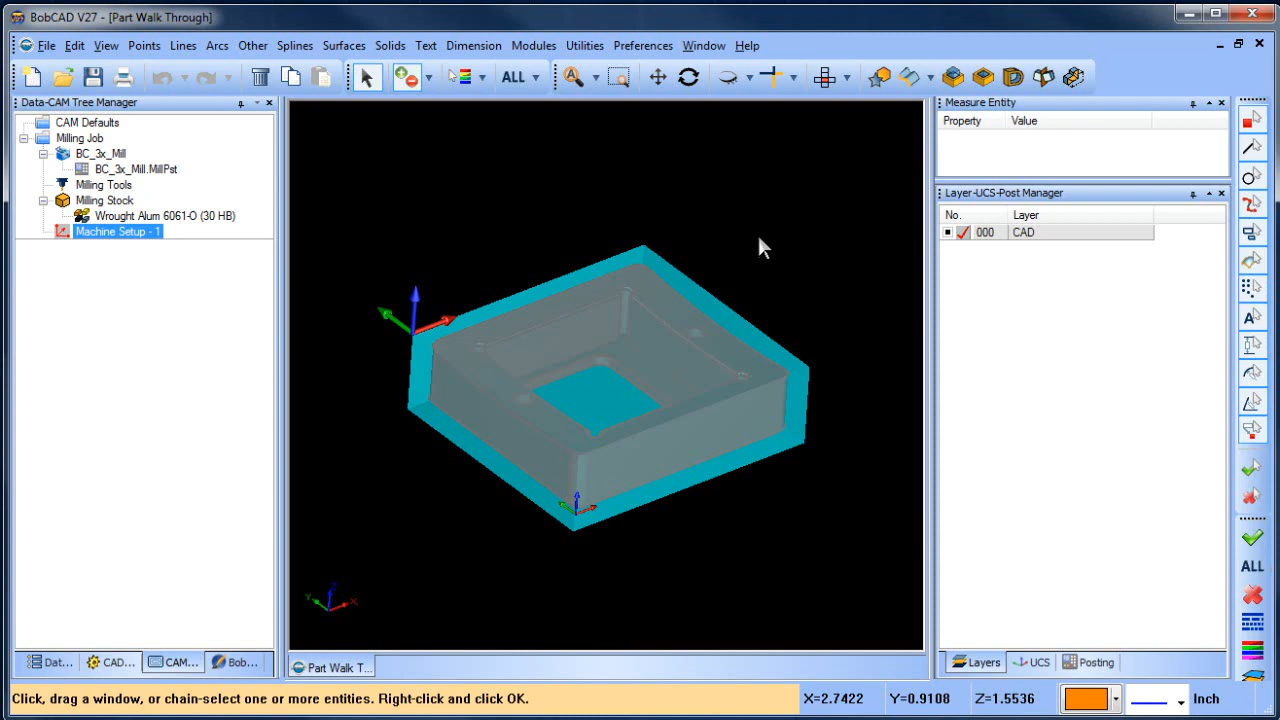 BobCAD V27 - [Part Walk Through]
File Edit View Points Lines Arcs Other Splines Surfaces Solids Text Dimension Modules Utilities Preferences Window Help
ALL
Data-CAM Tree Manager
CAM Defaults
Milling Job
BC_3x_Mill
BC_3x_Mill.MillPst
Milling Tools
Milling Stock
Wrought Alum 6061-O (30 HB)
Machine Setup - 1
Z
Y
X
Measure Entity
Property Value
Layer-UCS-Post Manager
No. Layer
000 CAD
A
ALL
Dat... CAD... CAM... Bob...
Part Walk T...
Layers UCS Posting
Click, drag a window, or chain-select one or more entities. Right-click and click OK.
X=2.7422 Y=0.9108 Z=1.5536 Inch